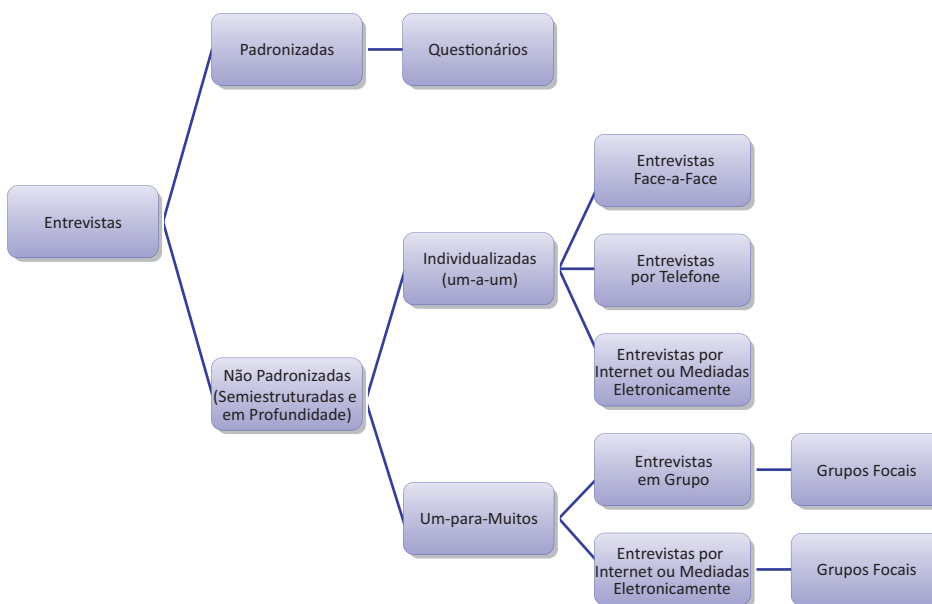 Padronizadas
Questionários
Entrevistas
Face-a-Face
Entrevistas
Individualizadas
(um-a-um)
Entrevistas
por Telefone
Entrevistas por
Internet ou Mediadas
Eletronicamente
Não Padronizadas
(Semiestruturadas e
em Profundidade)
Entrevistas
em Grupo
Grupos Focais
Um-para-Muitos
Entrevistas por
Internet ou Mediadas
Eletronicamente
Grupos Focais